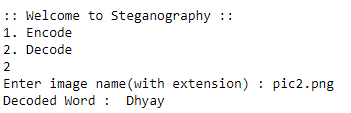 :: Welcome to Steganography ::
1. Encode
2. Decode
2
Enter image name(with extension) : pic2.png
Decoded Word :  Dhyay